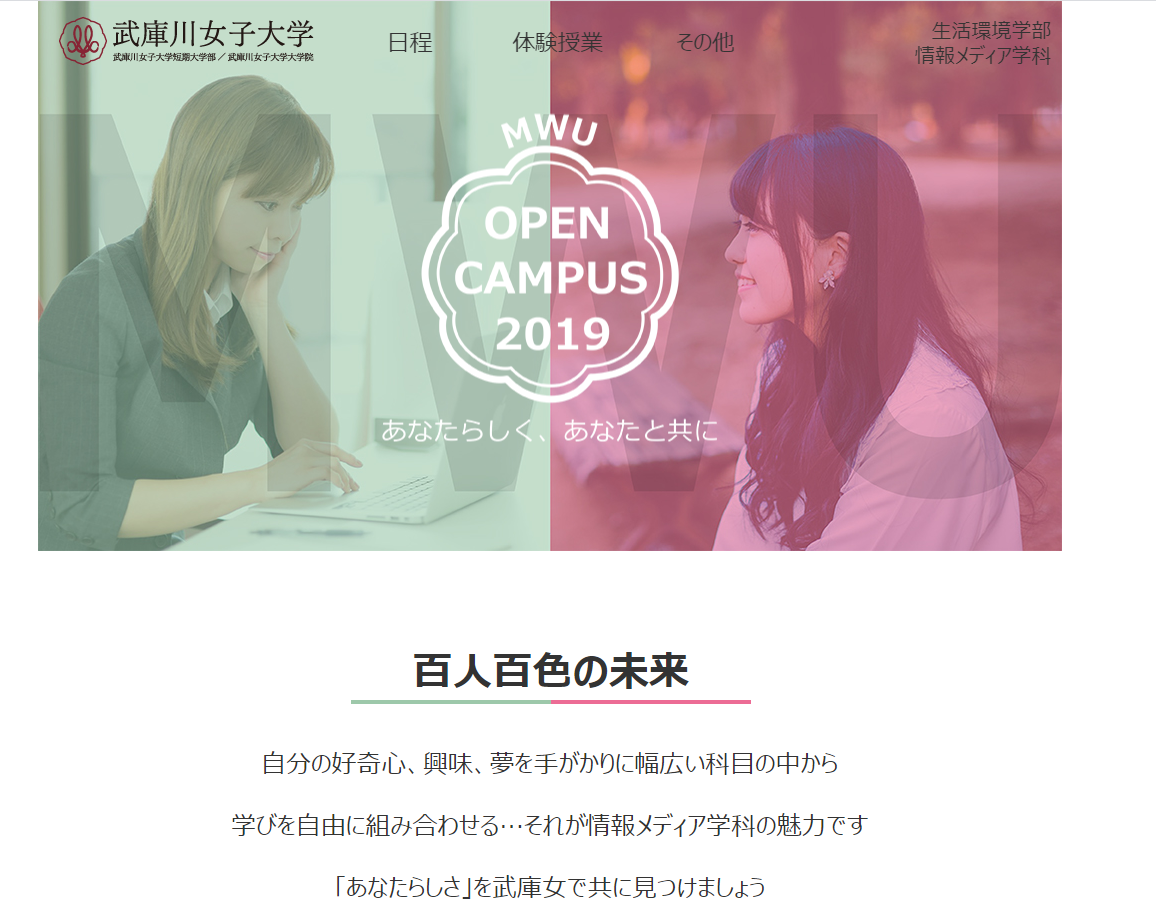 武庫川女子大学
武庫川女子大学短期大学部 ／ 武庫川女子大学大学院
日程
体験授業
その他
生活環境学部
情報メディア学科
MWU
MWU
OPEN
CAMPUS
2019
あなたらしく、あなたと共に
百人百色の未来
自分の好奇心、興味、夢を手がかりに幅広い科目の中から
学びを自由に組み合わせる…それが情報メディア学科の魅力です
「あなたらしさ」を武庫女で共に見つけましょう